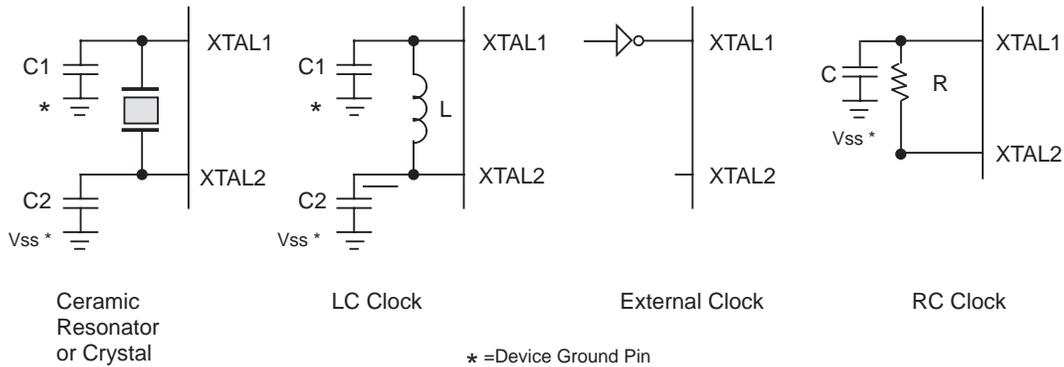 XTAL1
C1
*
XTAL2
C2
Vss *
Ceramic
Resonator
or Crystal
XTAL1
C1
*
L
XTAL2
C2
Vss *
LC Clock
XTAL1
XTAL2
External Clock
XTAL1
C
R
Vss *
XTAL2
RC Clock
* =Device Ground Pin